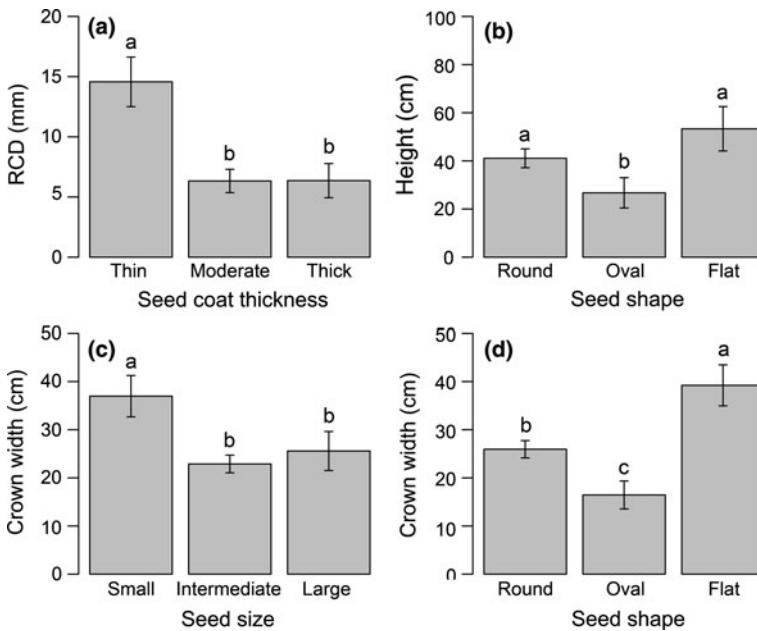 (a)
RCD (mm)
20
15
10
5
0
a
b
b
Thin Moderate Thick
Seed coat thickness
(b)
Height (cm)
100
80
60
40
20
0
a
b
a
Round Oval Flat
Seed shape
(c)
Crown width (cm)
50
40
30
20
10
0
a
b
b
Small Intermediate Large
Seed size
(d)
Crown width (cm)
50
40
30
20
10
0
b
c
a
Round Oval Flat
Seed shape